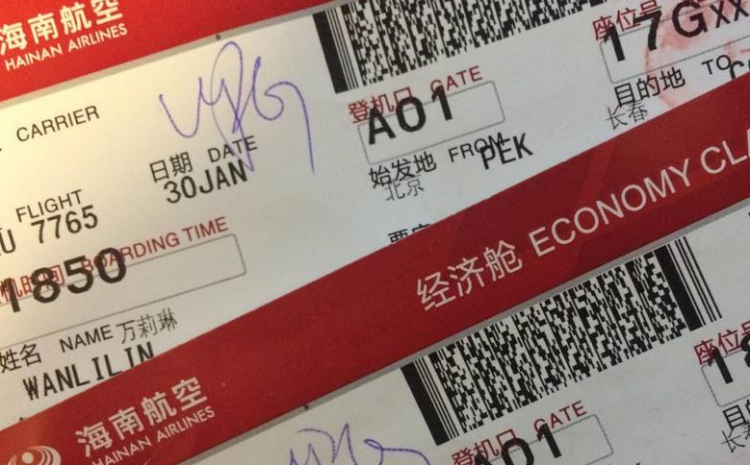 海南航空
HAINAN AIRLINES
CARRIER
日期 DATE
30JAN
登机口 GATE
A01
座位号
17G
目的地 TO
长春
始发地 FROM
PEK
北京
FLIGHT
7765
BOARDING TIME
1850
姓名 NAME 万莉琳
WANLILIN
经济舱 ECONOMY
海南航空
HAINAN AIRLINES
登机口 GATE
A01
座位号